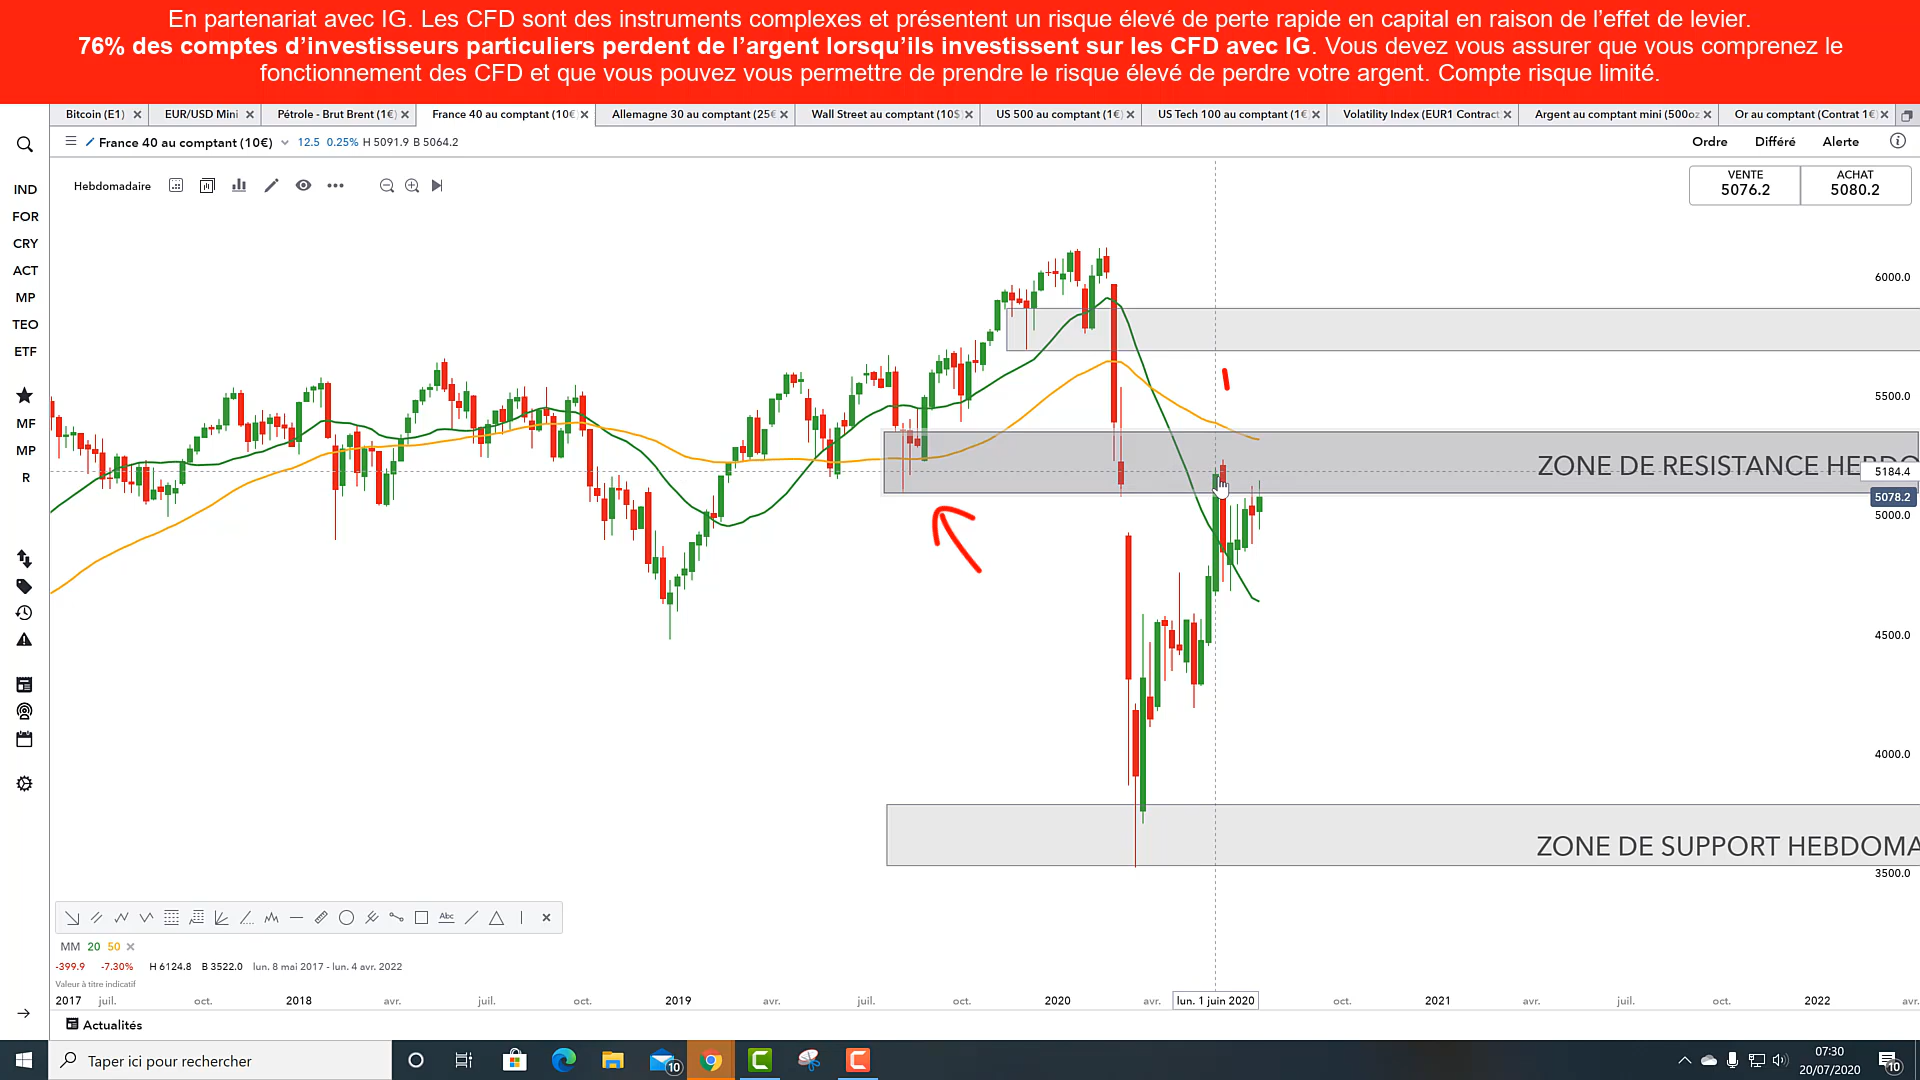 En partenariat avec IG. Les CFD sont des instruments complexes et présentent un risque élevé de perte rapide en capital en raison de l’effet de levier.
76% des comptes d’investisseurs particuliers perdent de l’argent lorsqu’ils investissent sur les CFD avec IG. Vous devez vous assurer que vous comprenez le
fonctionnement des CFD et que vous pouvez vous permettre de prendre le risque élevé de perdre votre argent. Compte risque limité.
Bitcoin (E1) EUR/USD Mini Pétrole - Brut Brent (1€) France 40 au comptant (10€) Allemagne 30 au comptant (25€ Wall Street au comptant (10$) US 500 au comptant (1€) US Tech 100 au comptant (1€) Volatility Index (EUR1 Contract) Argent au comptant mini (500oz Or au comptant (Contrat 1€)
France 40 au comptant (10€) 12.5 0.25% H 5091.9 B 5064.2
Ordre Différé Alerte
Hebdomadaire
VENTE
5076.2
ACHAT
5080.2
IND
FOR
CRY
ACT
MP
TEO
ETF
MF
MP
R
6000.0
5500.0
ZONE DE RESISTANCE HEBDO
5184.4
5078.2
5000.0
4500.0
4000.0
ZONE DE SUPPORT HEBDOMA
3500.0
Abc
MM 20 50
-399.9 -7.30% H 6124.8 B 3522.0 lun. 8 mai 2017 - lun. 4 avr. 2022
Valeur à titre indicatif
2017 juil. oct. 2018 avr. juil. oct. 2019 avr. juil. oct. 2020 avr. lun. 1 juin 2020 oct. 2021 avr. juil. oct. 2022 avr.
Actualités
Taper ici pour rechercher
10
07:30
20/07/2020
10